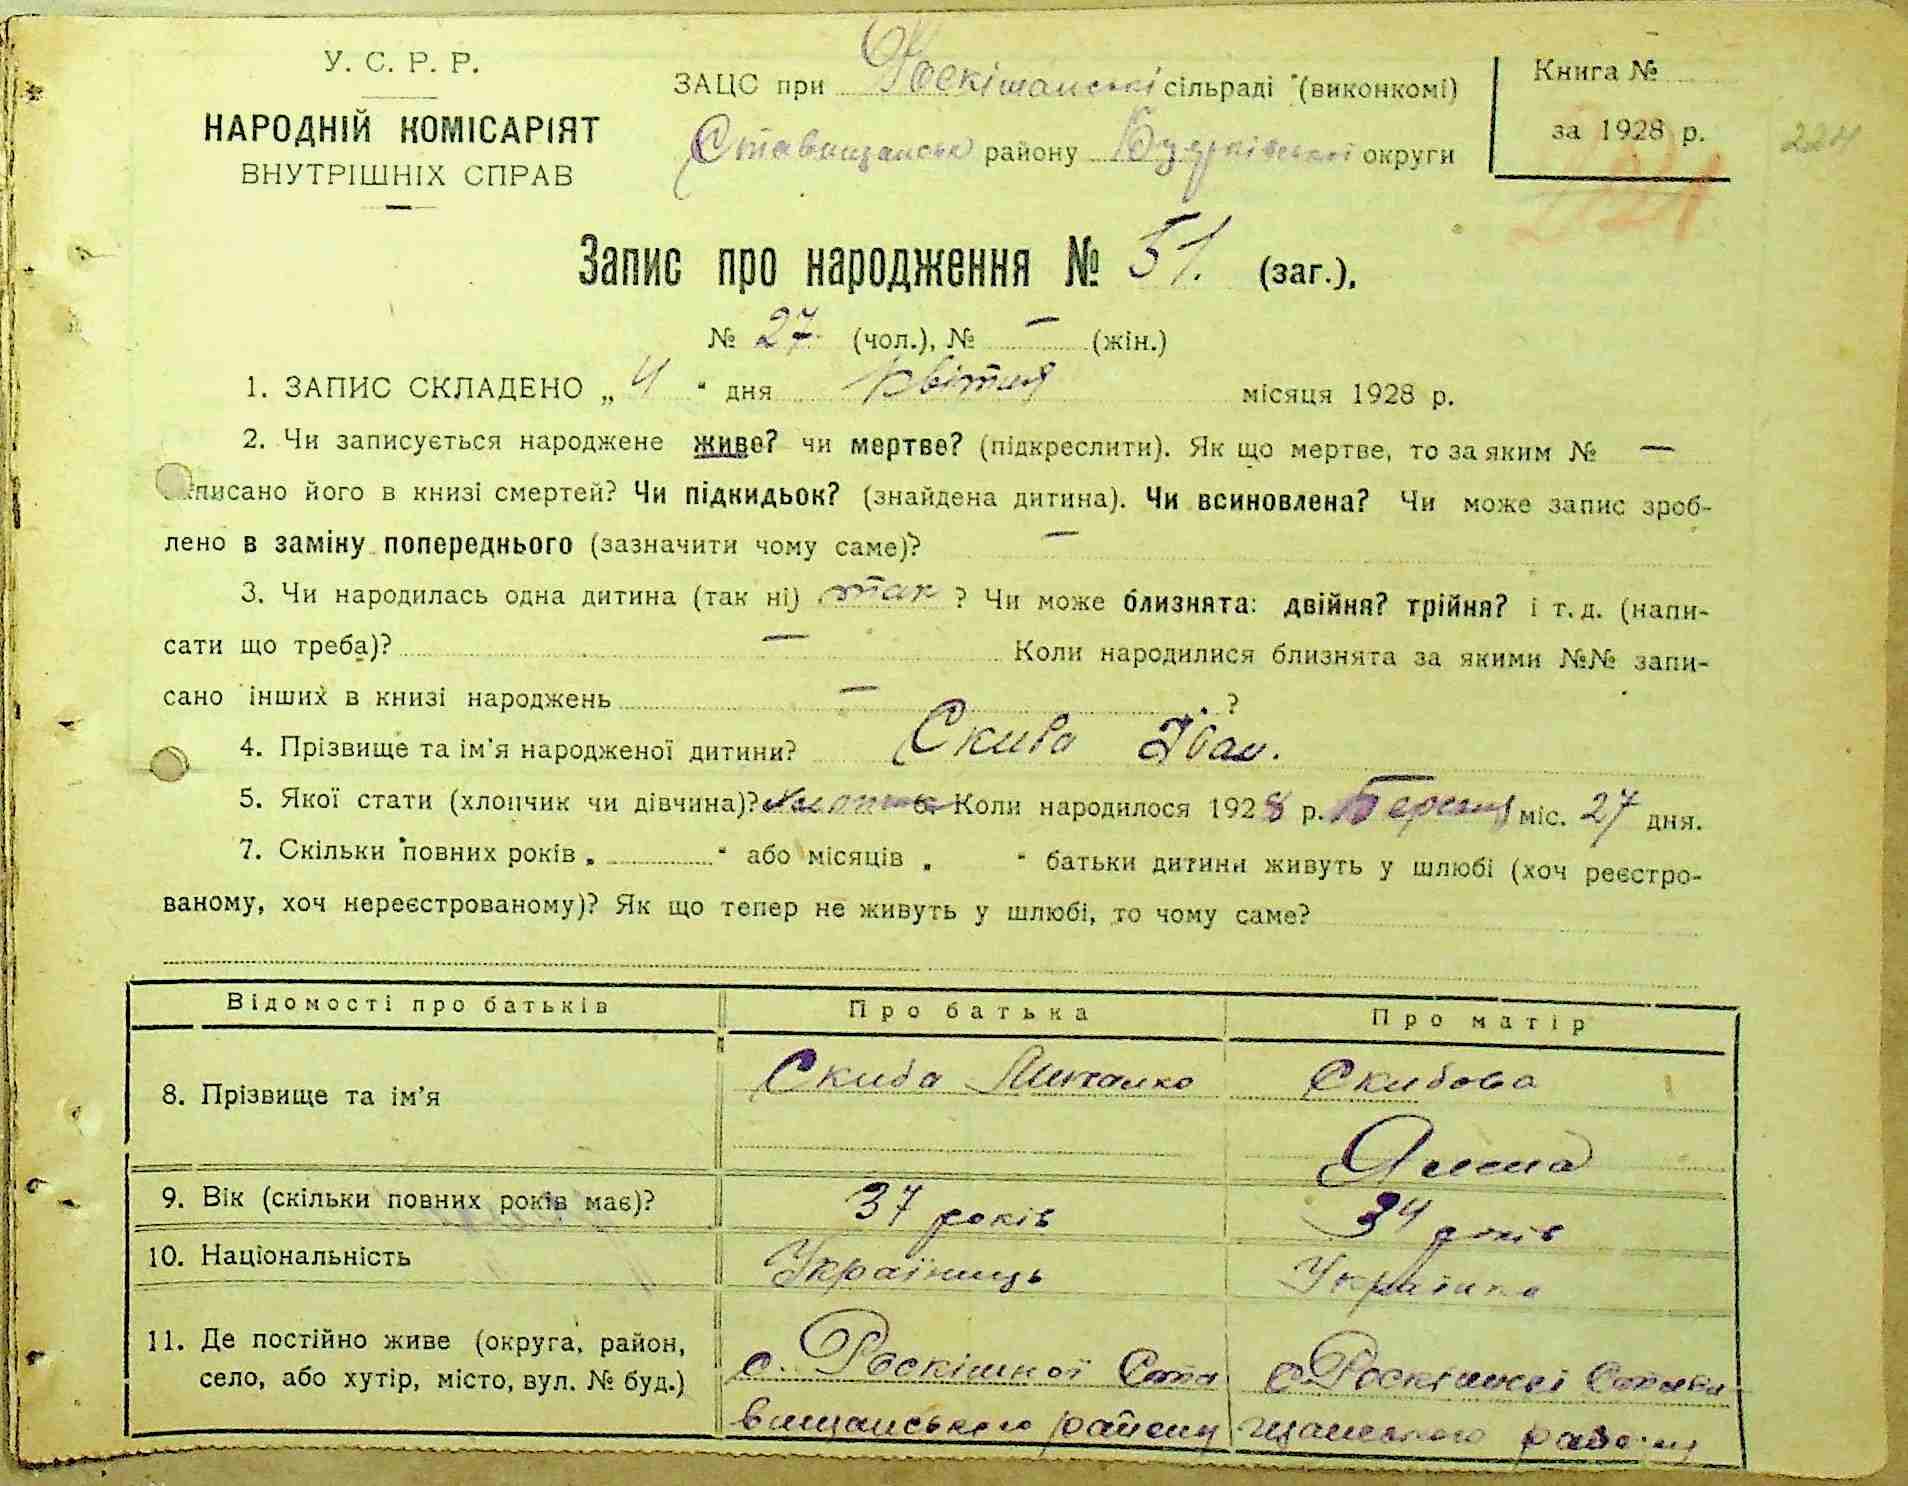 У. С. Р. Р.
НАРОДНІЙ КОМІСАРІЯТ
ВНУТРІШНІХ СПРАВ
ЗАЦС при Роскішанській сільраді (виконкомі)
Ставищанськ району округи
Книга №
за 1928 р.
224
221
Запис про народження № 51. (заг.),
№ 27 (чол.), № — (жін.)
1. ЗАПИС СКЛАДЕНО „ 4 “ дня Квітня місяця 1928 р.
2. Чи записується народжене живе? чи мертве? (підкреслити). Як що мертве, то за яким № —
записано його в книзі смертей? Чи підкидьок? (знайдена дитина). Чи всиновлена? Чи може запис зроб-
лено в заміну попереднього (зазначити чому саме)? —
3. Чи народилась одна дитина (так ні) так ? Чи може близнята: двійня? трійня? і т. д. (напи-
сати що треба)? — Коли народилися близнята за якими №№ запи-
сано інших в книзі народжень — ?
4. Прізвище та ім'я народженої дитини? Скиба Іван.
5. Якої стати (хлопчик чи дівчина)? 6. Коли народилося 1928 р. Березня міс. 27 дня.
7. Скільки повних років „ “ або місяців „ “ батьки дитини живуть у шлюбі (хоч реєстро-
ваному, хоч нереєстрованому)? Як що тепер не живуть у шлюбі, то чому саме?
Відомості про батьків Про батька Про матір
8. Прізвище та ім'я Скиба Михалко Скибова
9. Вік (скільки повних років має)? 37 років 34 років
10. Національність Українець Українка
11. Де постійно живе (округа, район,
село, або хутір, місто, вул. № буд.)
с. Роскішної Ста
вищанського району
с. Роскішної Стави
щанського району